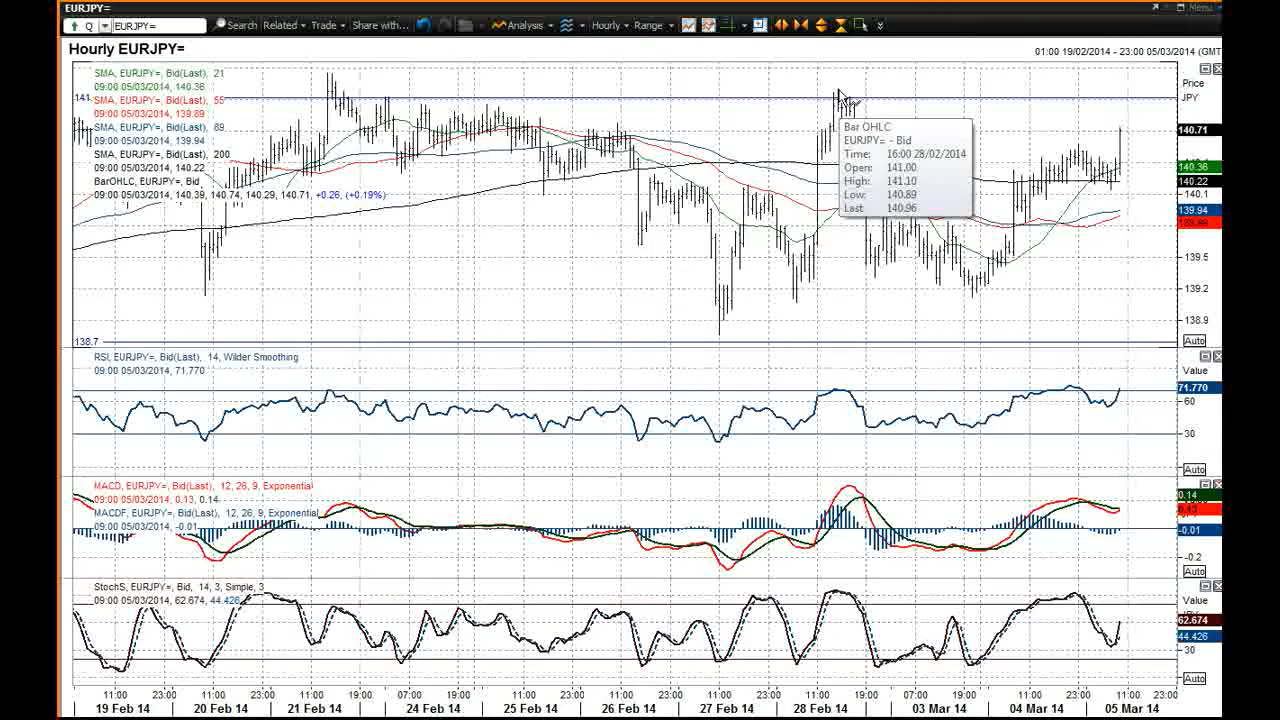 EURJPY=
Menu
Q EURJPY= Search Related Trade Share with... Analysis Hourly Range
Hourly EURJPY=
01:00 19/02/2014 - 23:00 05/03/2014 (GMT
SMA, EURJPY=, Bid(Last), 21
09:00 05/03/2014, 140.36
SMA, EURJPY=, Bid(Last), 55
09:00 05/03/2014, 139.89
SMA, EURJPY=, Bid(Last), 89
09:00 05/03/2014, 139.94
SMA, EURJPY=, Bid(Last), 200
09:00 05/03/2014, 140.22
BarOHLC, EURJPY=, Bid
09:00 05/03/2014, 140.39, 140.74, 140.29, 140.71, +0.26, (+0.19%)
141
138.7
Bar OHLC
EURJPY= - Bid
Time: 16:00 28/02/2014
Open: 141.00
High: 141.10
Low: 140.89
Last: 140.96
Price
JPY
140.71
140.36
140.22
140.1
139.94
139.5
139.2
138.9
Auto
RSI, EURJPY=, Bid(Last), 14, Wilder Smoothing
09:00 05/03/2014, 71.770
Value
71.770
60
30
Auto
MACD, EURJPY=, Bid(Last), 12, 26, 9, Exponential
09:00 05/03/2014, 0.13, 0.14
MACDF, EURJPY=, Bid(Last), 12, 26, 9, Exponential
09:00 05/03/2014, -0.01
0.14
0.13
-0.01
-0.2
Auto
StochS, EURJPY=, Bid, 14, 3, Simple, 3
09:00 05/03/2014, 62.674, 44.426
Value
62.674
44.426
30
Auto
11:00 23:00 11:00 23:00 11:00 19:00 07:00 19:00 11:00 23:00 11:00 23:00 11:00 23:00 11:00 19:00 07:00 19:00 11:00 23:00 11:00 23:00
19 Feb 14 20 Feb 14 21 Feb 14 24 Feb 14 25 Feb 14 26 Feb 14 27 Feb 14 28 Feb 14 03 Mar 14 04 Mar 14 05 Mar 14